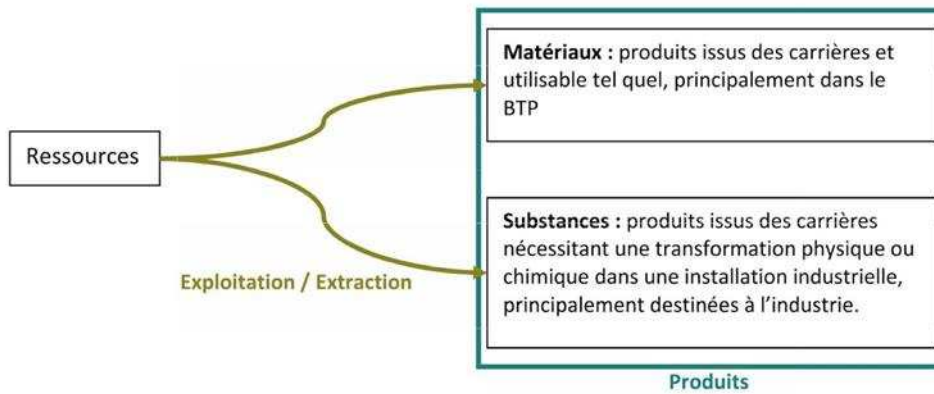 Ressources
Exploitation / Extraction
Matériaux : produits issus des carrières et
utilisable tel quel, principalement dans le
BTP
Substances : produits issus des carrières
nécessitant une transformation physique ou
chimique dans une installation industrielle,
principalement destinées à l'industrie.
Produits